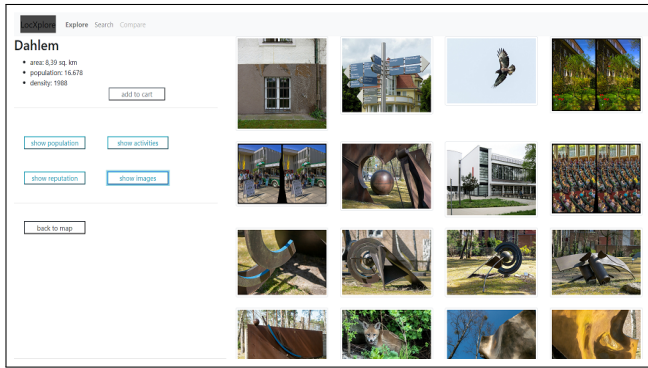 LocXplore Explore Search Compare
Dahlem
area: 8,39 sq. km
population: 16.678
density: 1988
add to cart
show population show activities
show reputation show images
back to map